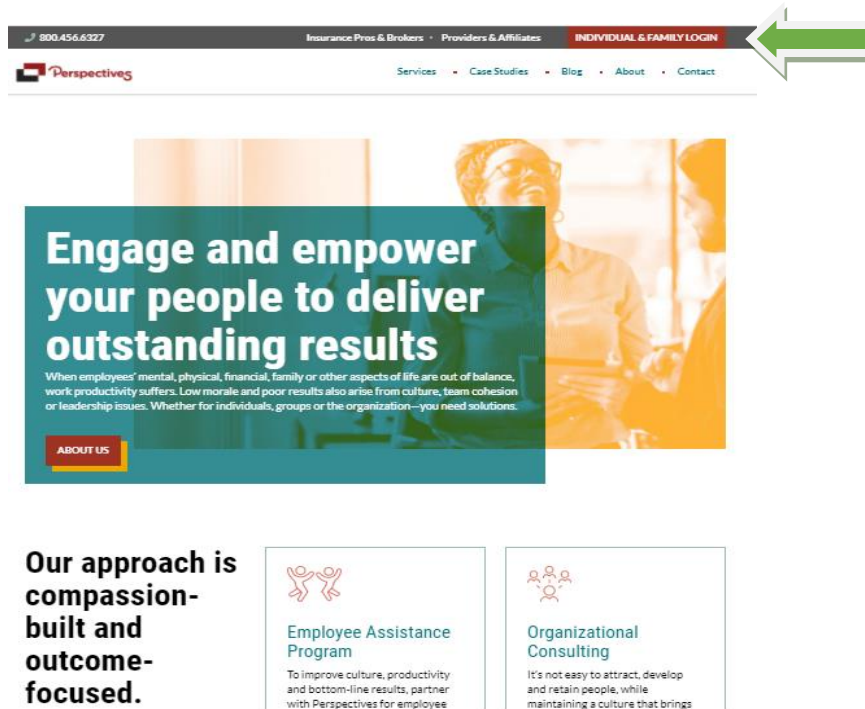 800.456.6327
Insurance Pros & Brokers · Providers & Affiliates
INDIVIDUAL & FAMILY LOGIN
Perspectives
Services
Case Studies
Blog
About
Contact
Engage and empower
your people to deliver
outstanding results
When employees' mental, physical, financial, family or other aspects of life are out of balance,
work productivity suffers. Low morale and poor results also arise from culture, team cohesion
or leadership issues. Whether for individuals, groups or the organization—you need solutions.
ABOUT US
Our approach is
compassion-
built and
outcome-
focused.
Employee Assistance
Program
To improve culture, productivity
and bottom-line results, partner
with Perspectives for employee
Organizational
Consulting
It's not easy to attract, develop
and retain people, while
maintaining a culture that brings